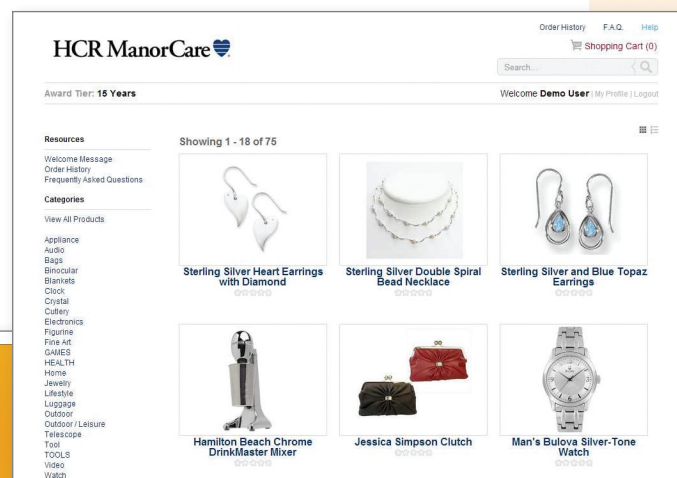 Order History F.A.Q. Help
HCR ManorCare
Shopping Cart (0)
Search...
Award Tier: 15 Years
Welcome Demo User | My Profile | Logout
Resources
Welcome Message
Order History
Frequently Asked Questions
Categories
View All Products
Appliance
Audio
Bags
Binocular
Blankets
Clock
Crystal
Cutlery
Electronics
Figurine
Fine Art
GAMES
HEALTH
Home
Jewelry
Lifestyle
Luggage
Outdoor
Outdoor / Leisure
Telescope
Tool
TOOLS
Video
Watch
Showing 1 - 18 of 75
Sterling Silver Heart Earrings
with Diamond
Sterling Silver Double Spiral
Bead Necklace
Sterling Silver and Blue Topaz
Earrings
Hamilton Beach Chrome
DrinkMaster Mixer
Jessica Simpson Clutch
Man's Bulova Silver-Tone
Watch